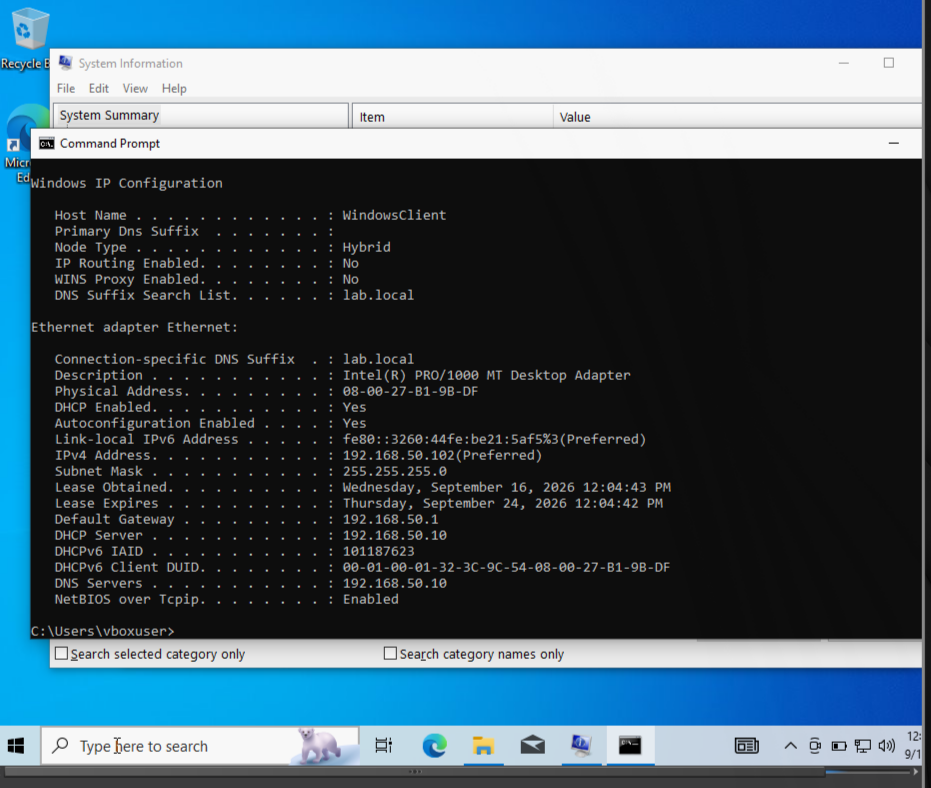 Recycle B
System Information
File Edit View Help
System Summary
Item Value
Command Prompt
Micr
Ed
Windows IP Configuration
Host Name . . . . . . . . . . . . : WindowsClient
Primary Dns Suffix . . . . . . . :
Node Type . . . . . . . . . . . . : Hybrid
IP Routing Enabled. . . . . . . . : No
WINS Proxy Enabled. . . . . . . . : No
DNS Suffix Search List. . . . . . : lab.local
Ethernet adapter Ethernet:
Connection-specific DNS Suffix . : lab.local
Description . . . . . . . . . . . : Intel(R) PRO/1000 MT Desktop Adapter
Physical Address. . . . . . . . . : 08-00-27-B1-9B-DF
DHCP Enabled. . . . . . . . . . . : Yes
Autoconfiguration Enabled . . . . : Yes
Link-local IPv6 Address . . . . . : fe80::3260:44fe:be21:5af5%3(Preferred)
IPv4 Address. . . . . . . . . . . : 192.168.50.102(Preferred)
Subnet Mask . . . . . . . . . . . : 255.255.255.0
Lease Obtained. . . . . . . . . . : Wednesday, September 16, 2026 12:04:43 PM
Lease Expires . . . . . . . . . . : Thursday, September 24, 2026 12:04:42 PM
Default Gateway . . . . . . . . . : 192.168.50.1
DHCP Server . . . . . . . . . . . : 192.168.50.10
DHCPv6 IAID . . . . . . . . . . . : 101187623
DHCPv6 Client DUID. . . . . . . . : 00-01-00-01-32-3C-9C-54-08-00-27-B1-9B-DF
DNS Servers . . . . . . . . . . . : 192.168.50.10
NetBIOS over Tcpip. . . . . . . . : Enabled
C:\Users\vboxuser>
Search selected category only Search category names only
Type here to search
12:
9/1